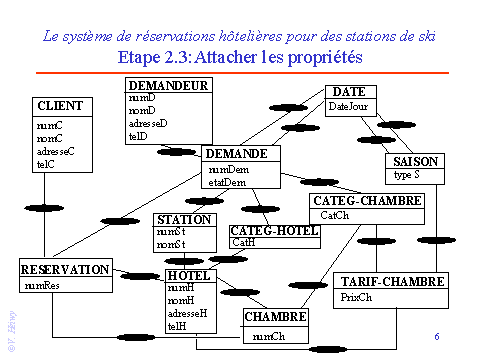 Le système de réservations hôtelières pour des stations de ski
Etape 2.3:Attacher les propriétés
CLIENT
numC
nomC
adresseC
telC
DEMANDEUR
numD
nomD
adresseD
telD
DATE
DateJour
DEMANDE
numDem
etatDem
SAISON
type S
CATEG-CHAMBRE
CatCh
STATION
numSt
nomSt
CATEG-HOTEL
CatH
RESERVATION
numRes
HOTEL
numH
nomH
adresseH
telH
TARIF-CHAMBRE
PrixCh
CHAMBRE
numCh
6